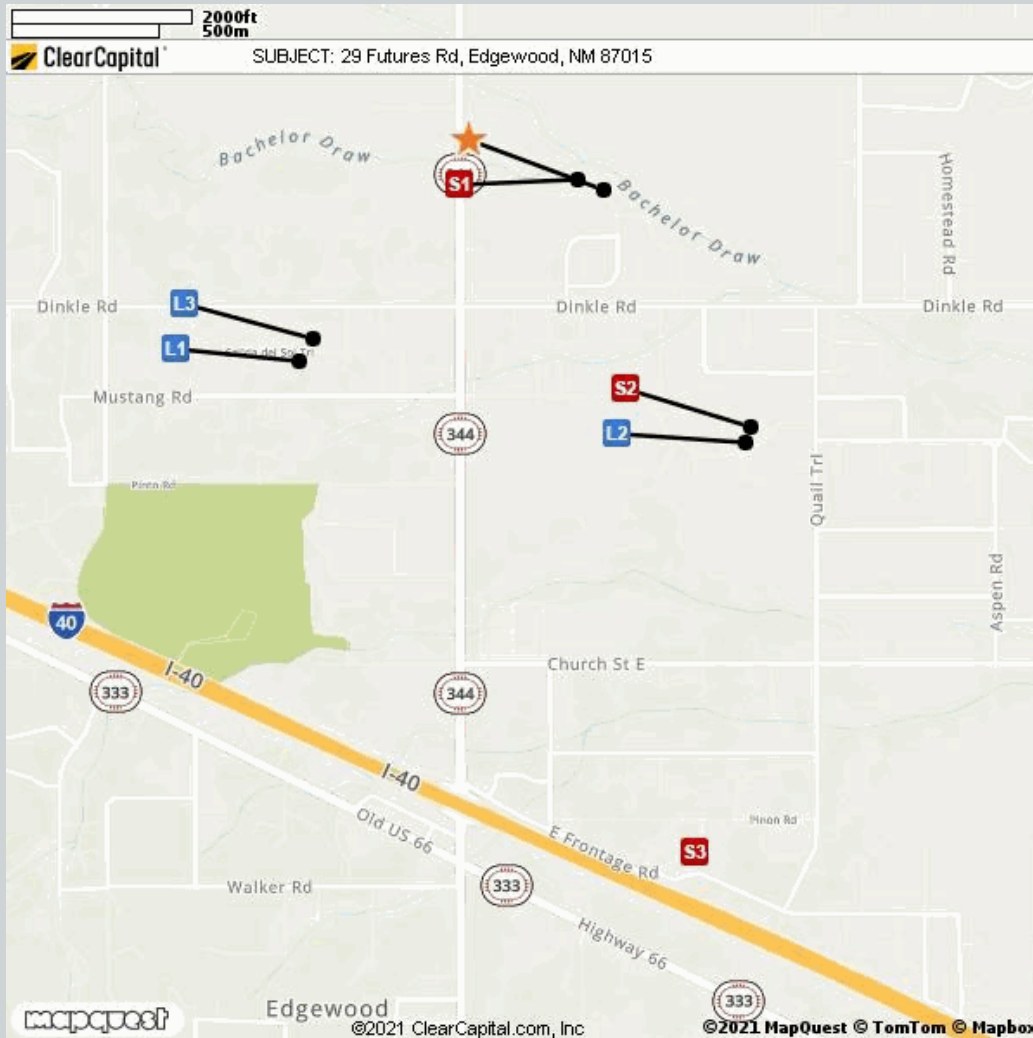 2000ft
500m
ClearCapital
SUBJECT: 29 Futures Rd, Edgewood, NM 87015
Bachelor Draw
S1
Bachelor Draw
Homestead Rd
L3
Dinkle Rd
Dinkle Rd
Dinkle Rd
L1
Mustang Rd
S2
L2
344
Quail Trl
Aspen Rd
40
I-40
Church St E
333
344
I-40
Old US 66
E Frontage Rd
S3
Pinon Rd
Walker Rd
333
Highway 66
333
Edgewood
mapquest
©2021 ClearCapital.com, Inc
©2021 MapQuest © TomTom © Mapbox